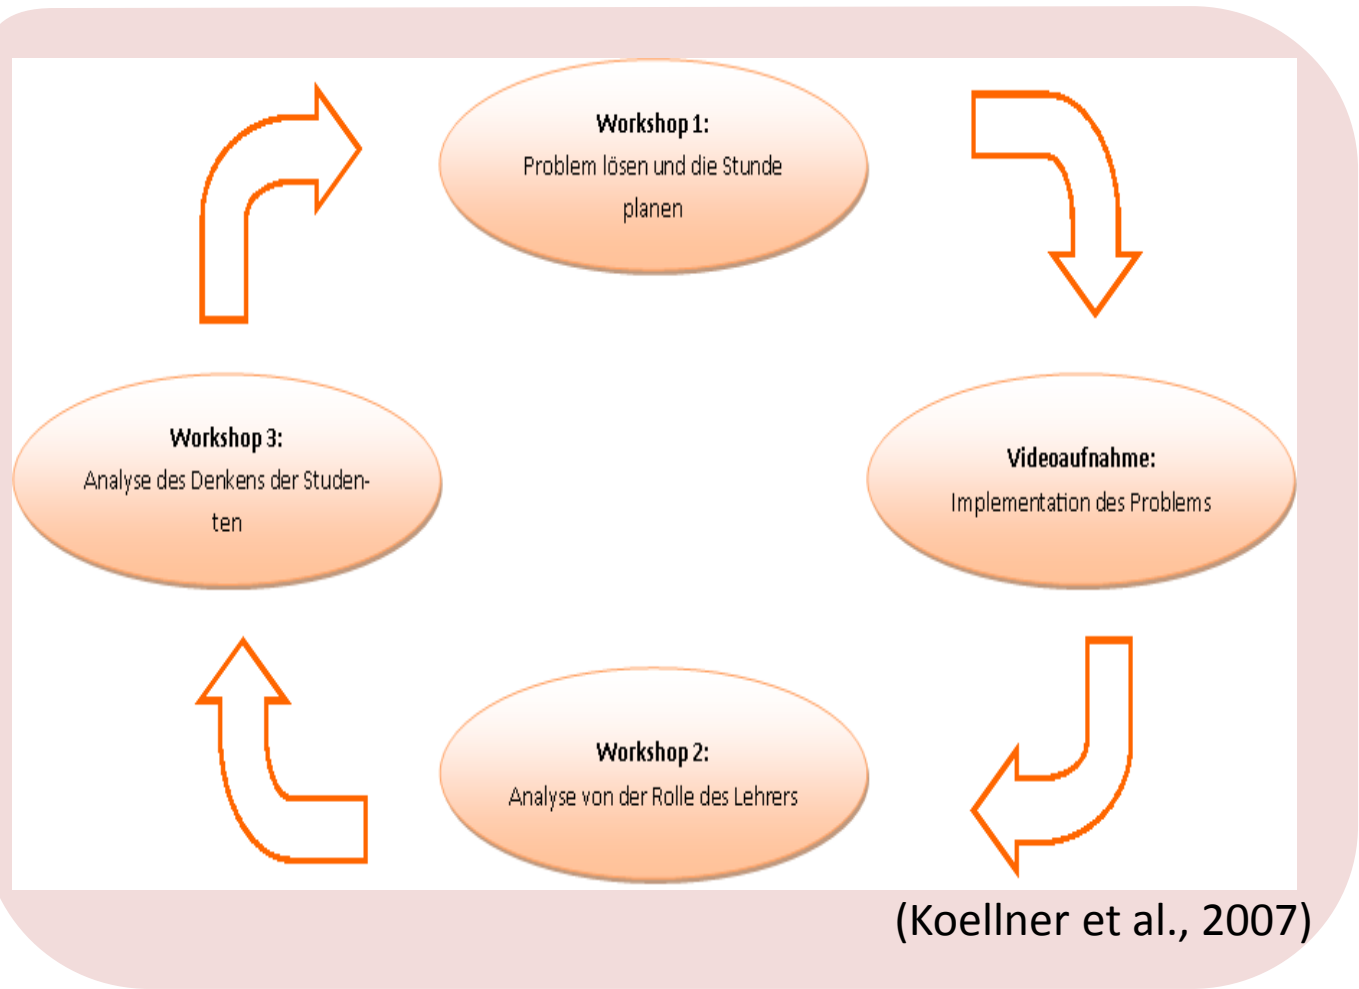 Workshop 1:
Problem lösen und die Stunde
planen
Videoaufnahme:
Implementation des Problems
Workshop 2:
Analyse von der Rolle des Lehrers
Workshop 3:
Analyse des Denkens der Studen-
ten
(Koellner et al., 2007)